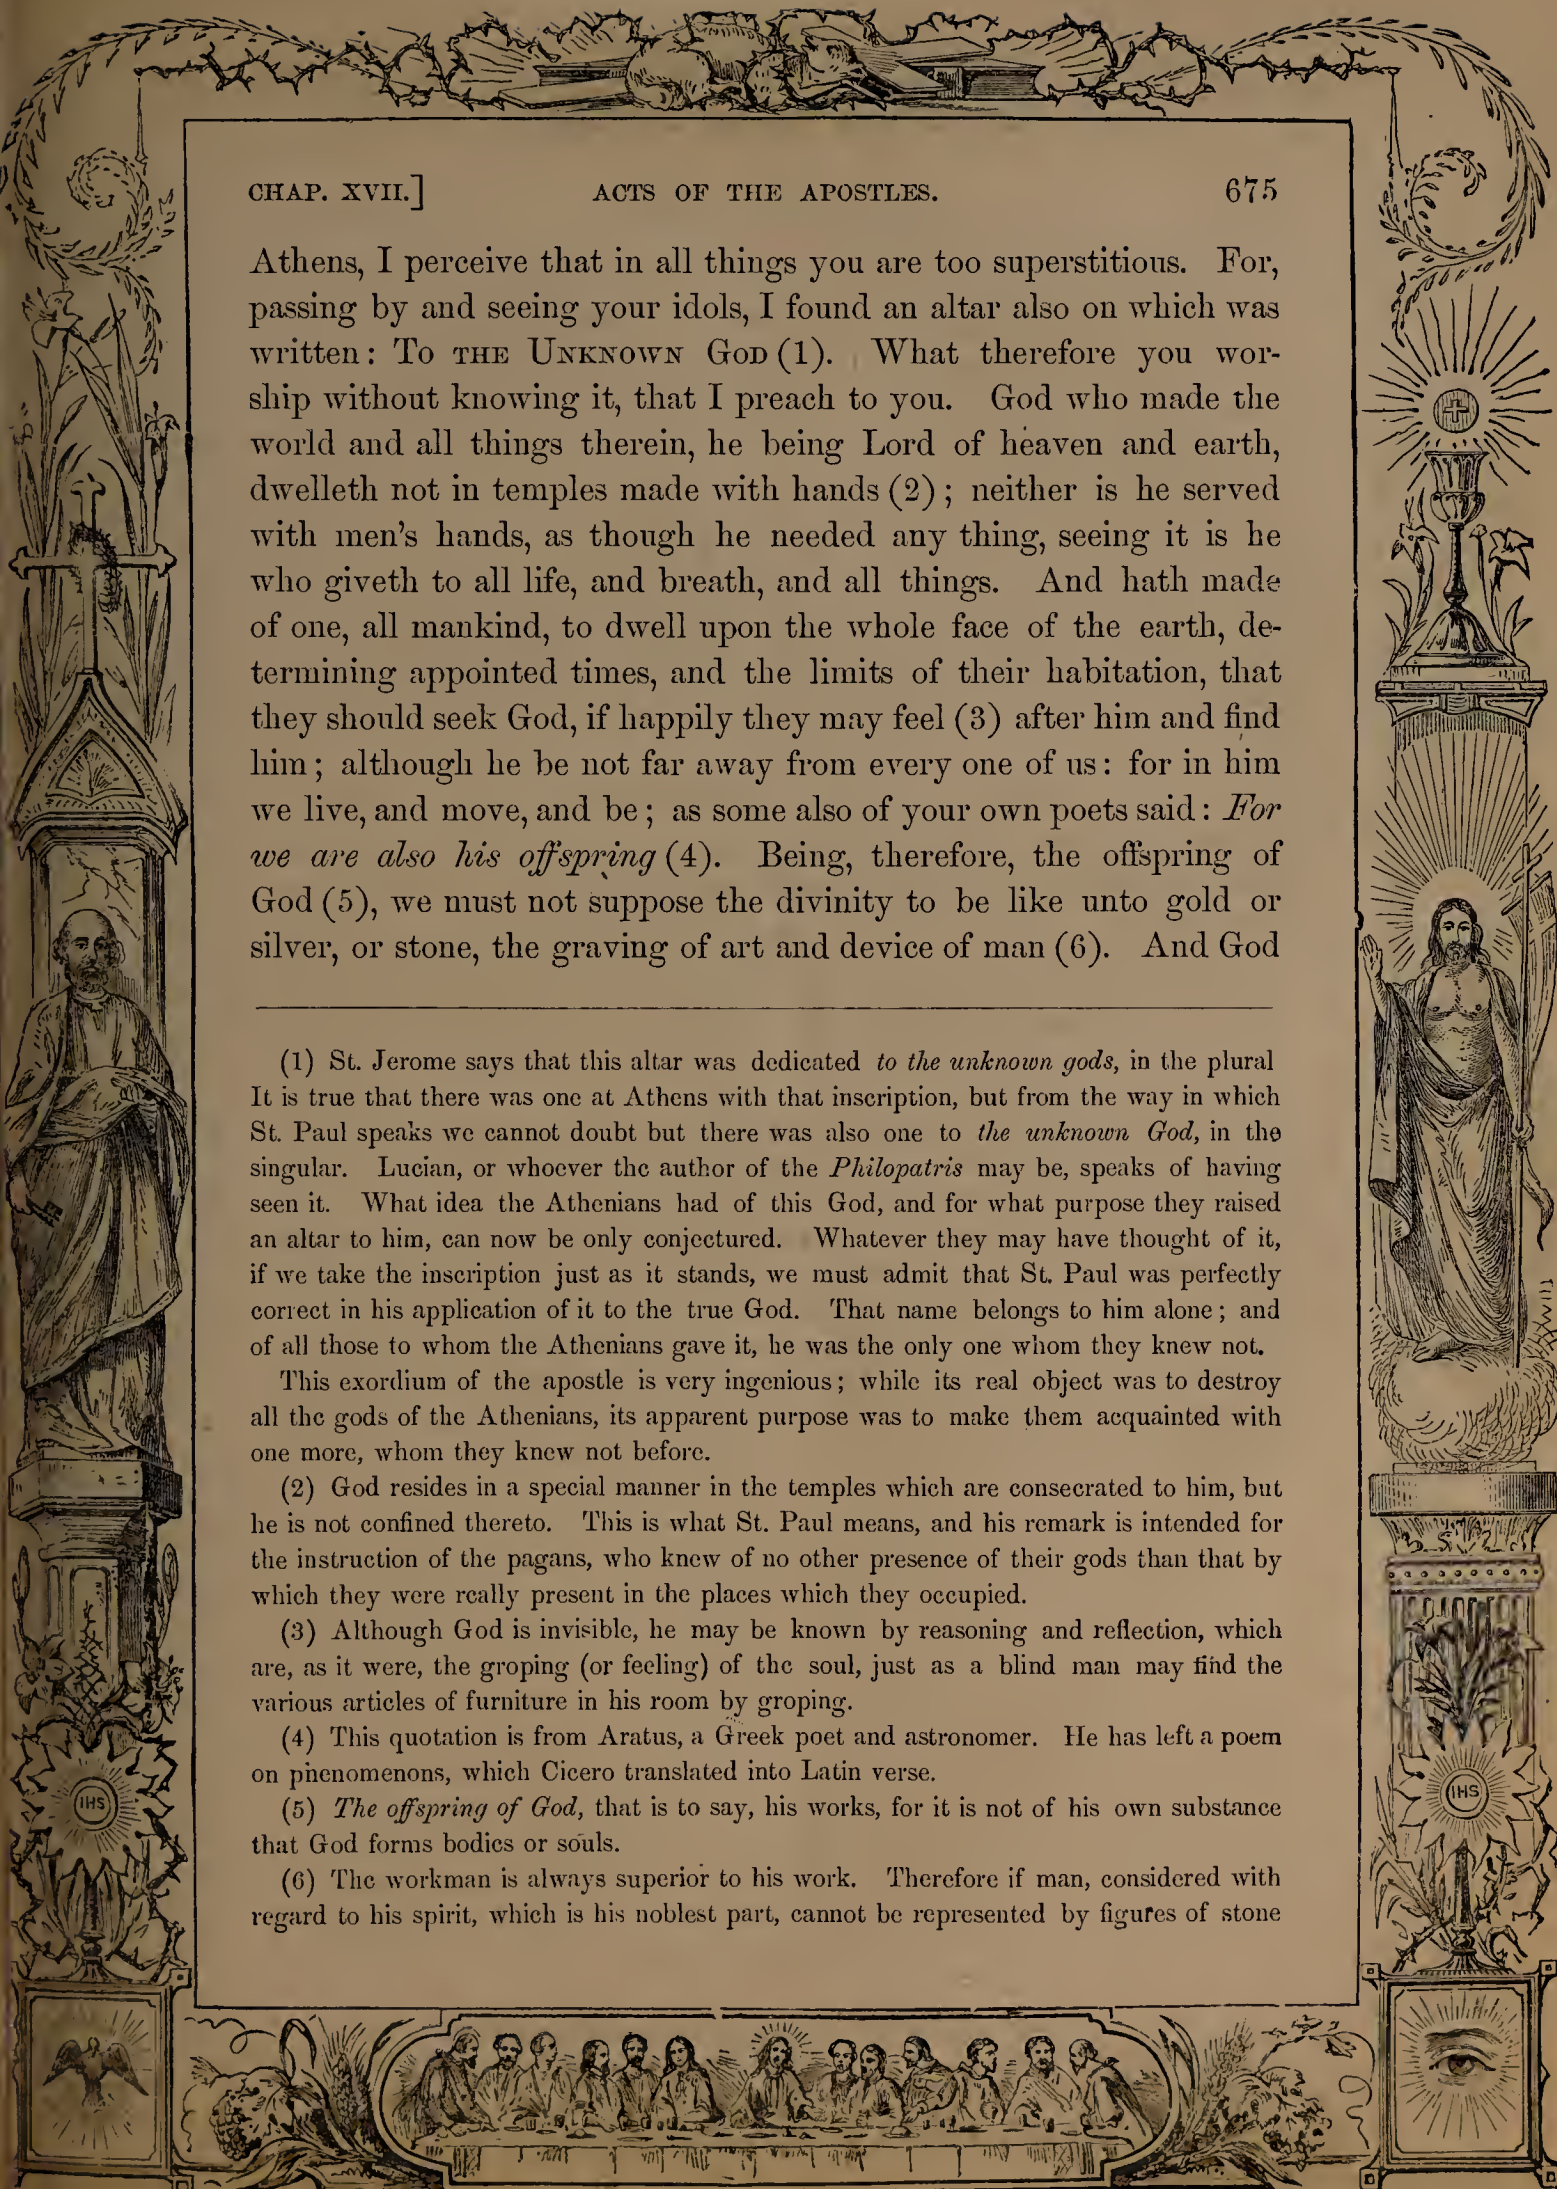 CHAP. XVII.] ACTS OF THE APOSTLES. 675
Athens, I perceive that in all things you are too superstitious. For,
passing by and seeing your idols, I found an altar also on which was
written: To the Unknown God (1). What therefore you wor-
ship without knowing it, that I preach to you. God who made the
world and all things therein, he being Lord of heaven and earth,
dwelleth not in temples made with hands (2); neither is he served
with men's hands, as though he needed any thing, seeing it is he
who giveth to all life, and breath, and all things. And hath made
of one, all mankind, to dwell upon the whole face of the earth, de-
termining appointed times, and the limits of their habitation, that
they should seek God, if happily they may feel (3) after him and find
him; although he be not far away from every one of us: for in him
we live, and move, and be; as some also of your own poets said: For
we are also his offspring (4). Being, therefore, the offspring of
God (5), we must not suppose the divinity to be like unto gold or
silver, or stone, the graving of art and device of man (6). And God
(1) St. Jerome says that this altar was dedicated to the unknown gods, in the plural
It is true that there was one at Athens with that inscription, but from the way in which
St. Paul speaks we cannot doubt but there was also one to the unknown God, in the
singular. Lucian, or whoever the author of the Philopatris may be, speaks of having
seen it. What idea the Athenians had of this God, and for what purpose they raised
an altar to him, can now be only conjectured. Whatever they may have thought of it,
if we take the inscription just as it stands, we must admit that St. Paul was perfectly
correct in his application of it to the true God. That name belongs to him alone; and
of all those to whom the Athenians gave it, he was the only one whom they knew not.
This exordium of the apostle is very ingenious; while its real object was to destroy
all the gods of the Athenians, its apparent purpose was to make them acquainted with
one more, whom they knew not before.
(2) God resides in a special manner in the temples which are consecrated to him, but
he is not confined thereto. This is what St. Paul means, and his remark is intended for
the instruction of the pagans, who knew of no other presence of their gods than that by
which they were really present in the places which they occupied.
(3) Although God is invisible, he may be known by reasoning and reflection, which
are, as it were, the groping (or feeling) of the soul, just as a blind man may find the
various articles of furniture in his room by groping.
(4) This quotation is from Aratus, a Greek poet and astronomer. He has left a poem
on phenomenons, which Cicero translated into Latin verse.
(5) The offspring of God, that is to say, his works, for it is not of his own substance
that God forms bodies or souls.
(6) The workman is always superior to his work. Therefore if man, considered with
regard to his spirit, which is his noblest part, cannot be represented by figures of stone
IHS
IHS